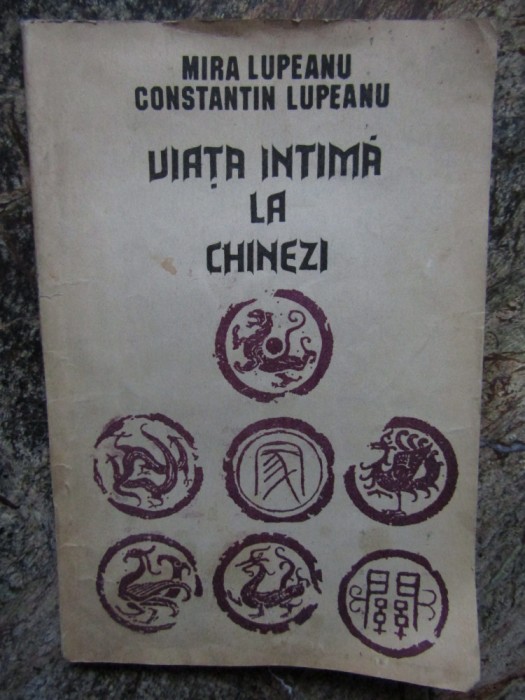 MIRA LUPEANU
CONSTANTIN LUPEANU
VIAȚA INTIMĂ
LA
CHINEZI